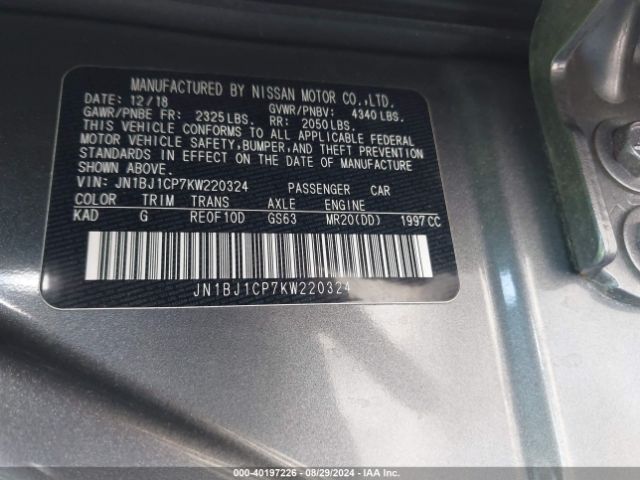 MANUFACTURED BY NISSAN MOTOR CO.,LTD.
DATE: 12/18 GVWR/PNBV: 4340 LBS.
GAWR/PNBE FR: 2325 LBS. RR: 2050 LBS.
THIS VEHICLE CONFORMS TO ALL APPLICABLE FEDERAL
MOTOR VEHICLE SAFETY, BUMPER, AND THEFT PREVENTION
STANDARDS IN EFFECT ON THE DATE OF MANUFACTURE
SHOWN ABOVE.
VIN: JN1BJ1CP7KW220324 PASSENGER CAR
COLOR TRIM TRANS AXLE ENGINE
KAD G RE0F10D GS63 MR20(DD) 1997 CC
JN1BJ1CP7KW220324
000-40197226 - 08/29/2024 - IAA Inc.